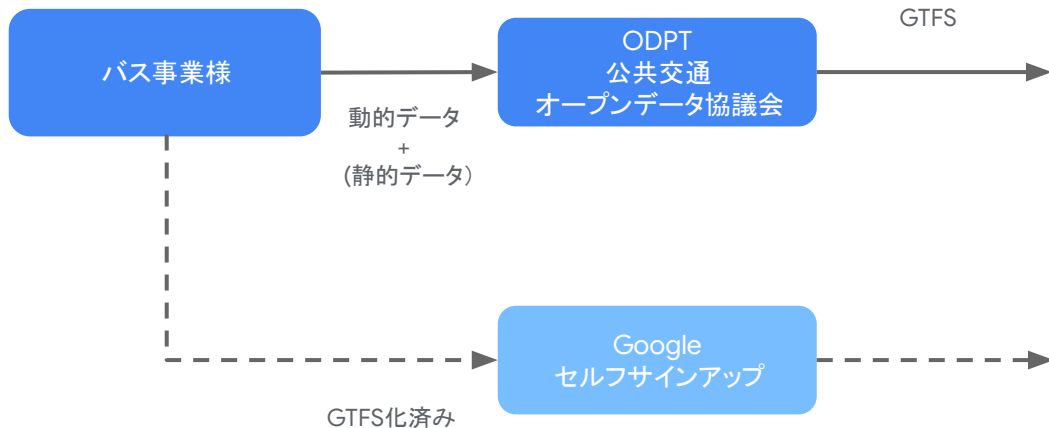 バス事業様
ODPT
公共交通
オープンデータ協議会
GTFS
動的データ
+
(静的データ)
Google
セルフサインアップ
GTFS化済み